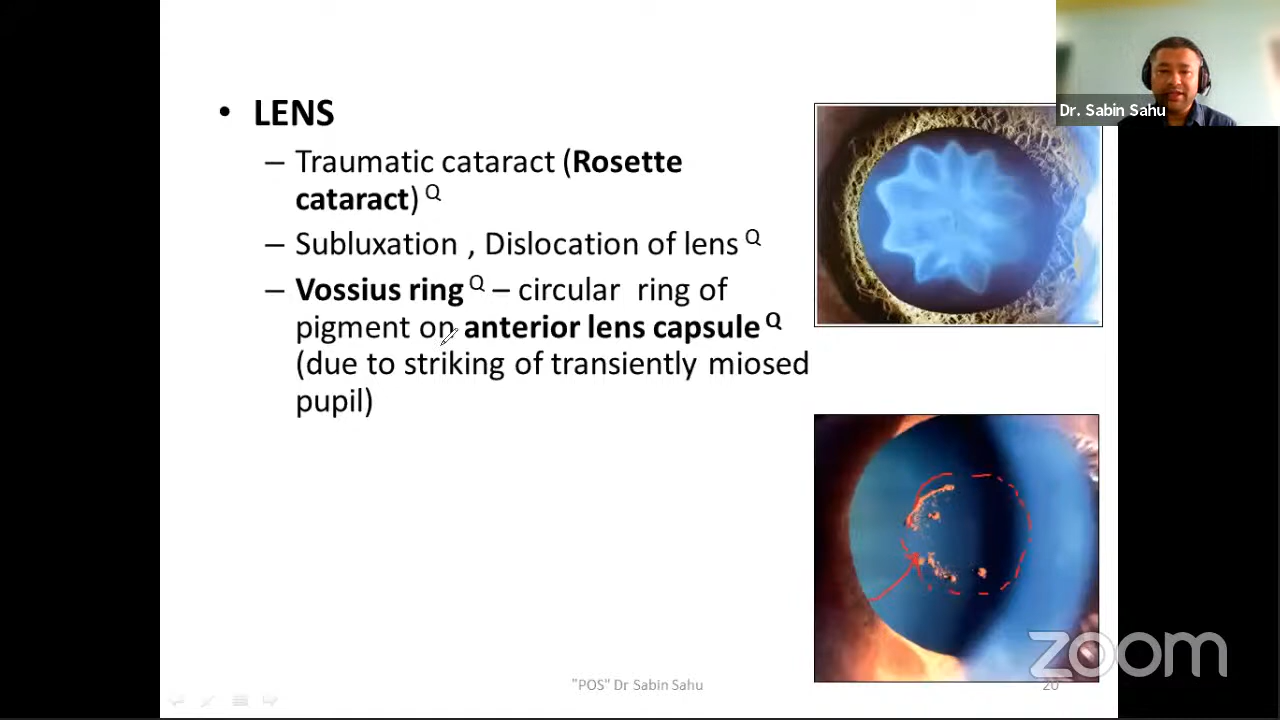 Dr. Sabin Sahu
• LENS
– Traumatic cataract (Rosette
cataract) Q
– Subluxation , Dislocation of lens Q
– Vossius ring Q – circular ring of
pigment on anterior lens capsule Q
(due to striking of transiently miosed
pupil)
"POS" Dr Sabin Sahu
20
zoom